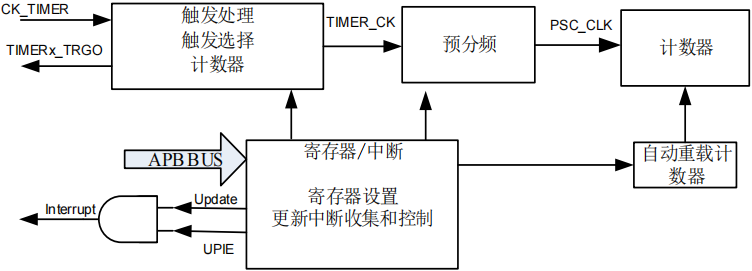 CK_TIMER
TIMERx_TRGO
触发处理
触发选择
计数器
TIMER_CK
预分频
PSC_CLK
计数器
APB BUS
寄存器/中断
寄存器设置
更新中断收集和控制
自动重载计
数器
Interrupt
Update
UPIE